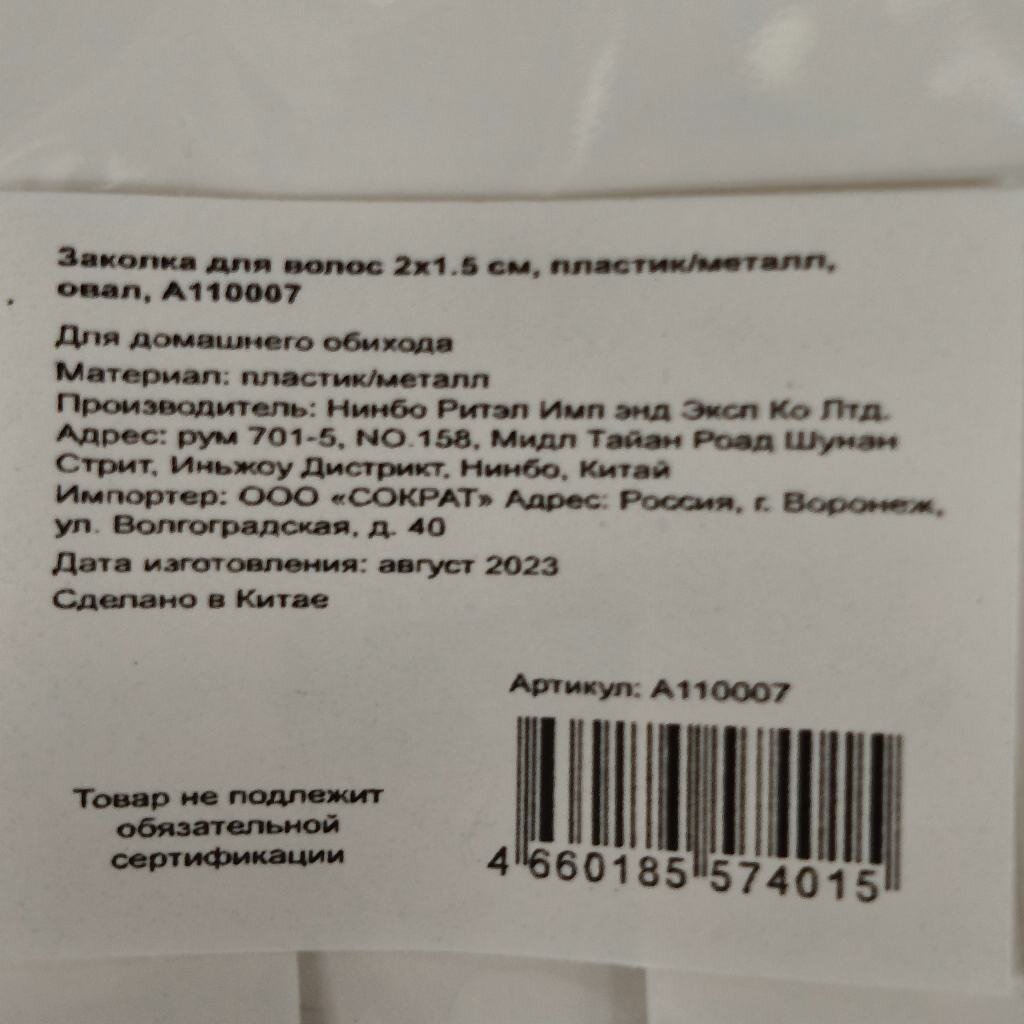 Заколка для волос 2х1.5 см, пластик/металл,
овал, А110007
Для домашнего обихода
Материал: пластик/металл
Производитель: Нинбо Ритэл Имп энд Эксп Ко Лтд.
Адрес: рум 701-5, NO.158, Мидл Тайан Роад Шунан
Стрит, Иньжоу Дистрикт, Нинбо, Китай
Импортер: ООО «СОКРАТ» Адрес: Россия, г. Воронеж,
ул. Волгоградская, д. 40
Дата изготовления: август 2023
Сделано в Китае
Артикул: А110007
Товар не подлежит
обязательной
сертификации
4 660185 574015